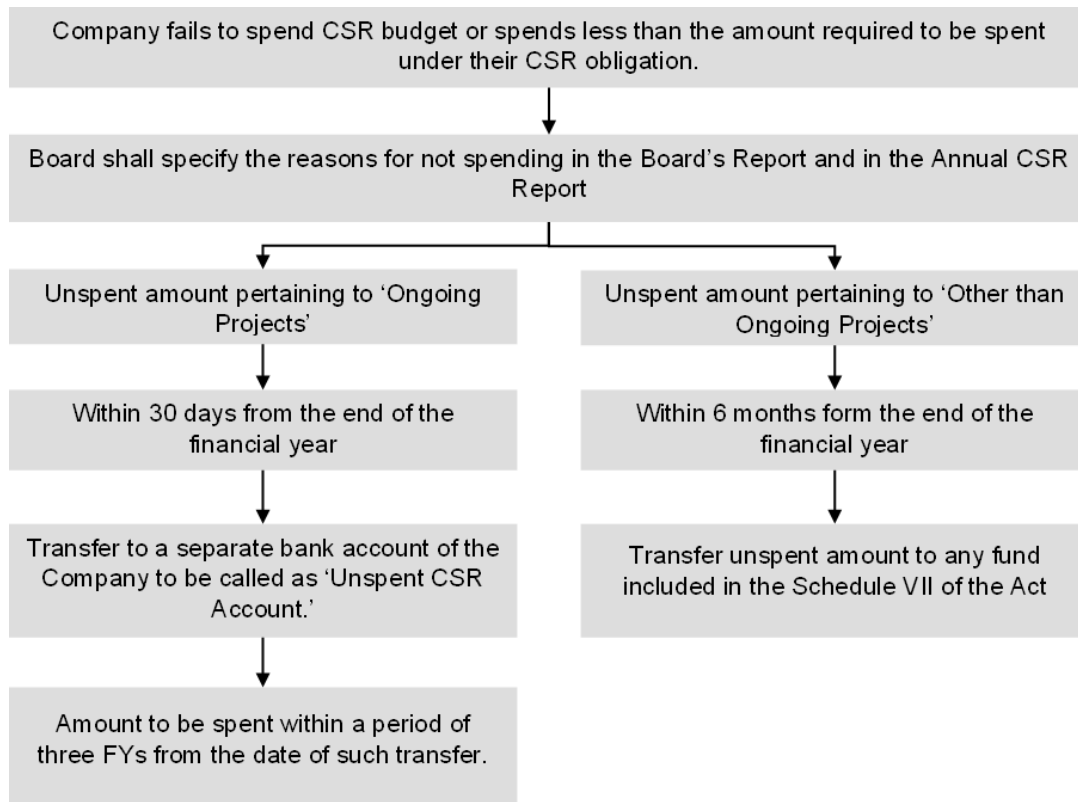 Company fails to spend CSR budget or spends less than the amount required to be spent
under their CSR obligation.
Board shall specify the reasons for not spending in the Board's Report and in the Annual CSR
Report
Unspent amount pertaining to 'Ongoing
Projects'
Within 30 days from the end of the
financial year
Transfer to a separate bank account of the
Company to be called as 'Unspent CSR
Account.'
Amount to be spent within a period of
three FYs from the date of such transfer.
Unspent amount pertaining to 'Other than
Ongoing Projects'
Within 6 months form the end of the
financial year
Transfer unspent amount to any fund
included in the Schedule VII of the Act